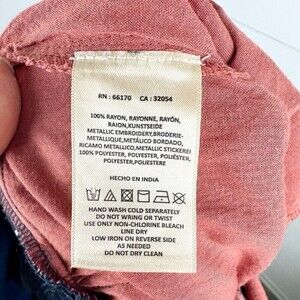 RN : 66170 CA : 32054
100% RAYON, RAYONNE, RAYÓN,
RAION,KUNSTSEIDE
METALLIC EMBROIDERY,BRODERIE-
METALLIQUE,METÁLICO BORDADO,
RICAMO METALLICO,METALLIC STICKEREI
100% POLYESTER, POLYESTER, POLIÉSTER,
POLIESTERE,POLYESTER
HECHO EN INDIA
HAND WASH COLD SEPARATELY
DO NOT WRING OR TWIST
USE ONLY NON-CHLORINE BLEACH
LINE DRY
LOW IRON ON REVERSE SIDE
AS NEEDED
DO NOT DRY CLEAN